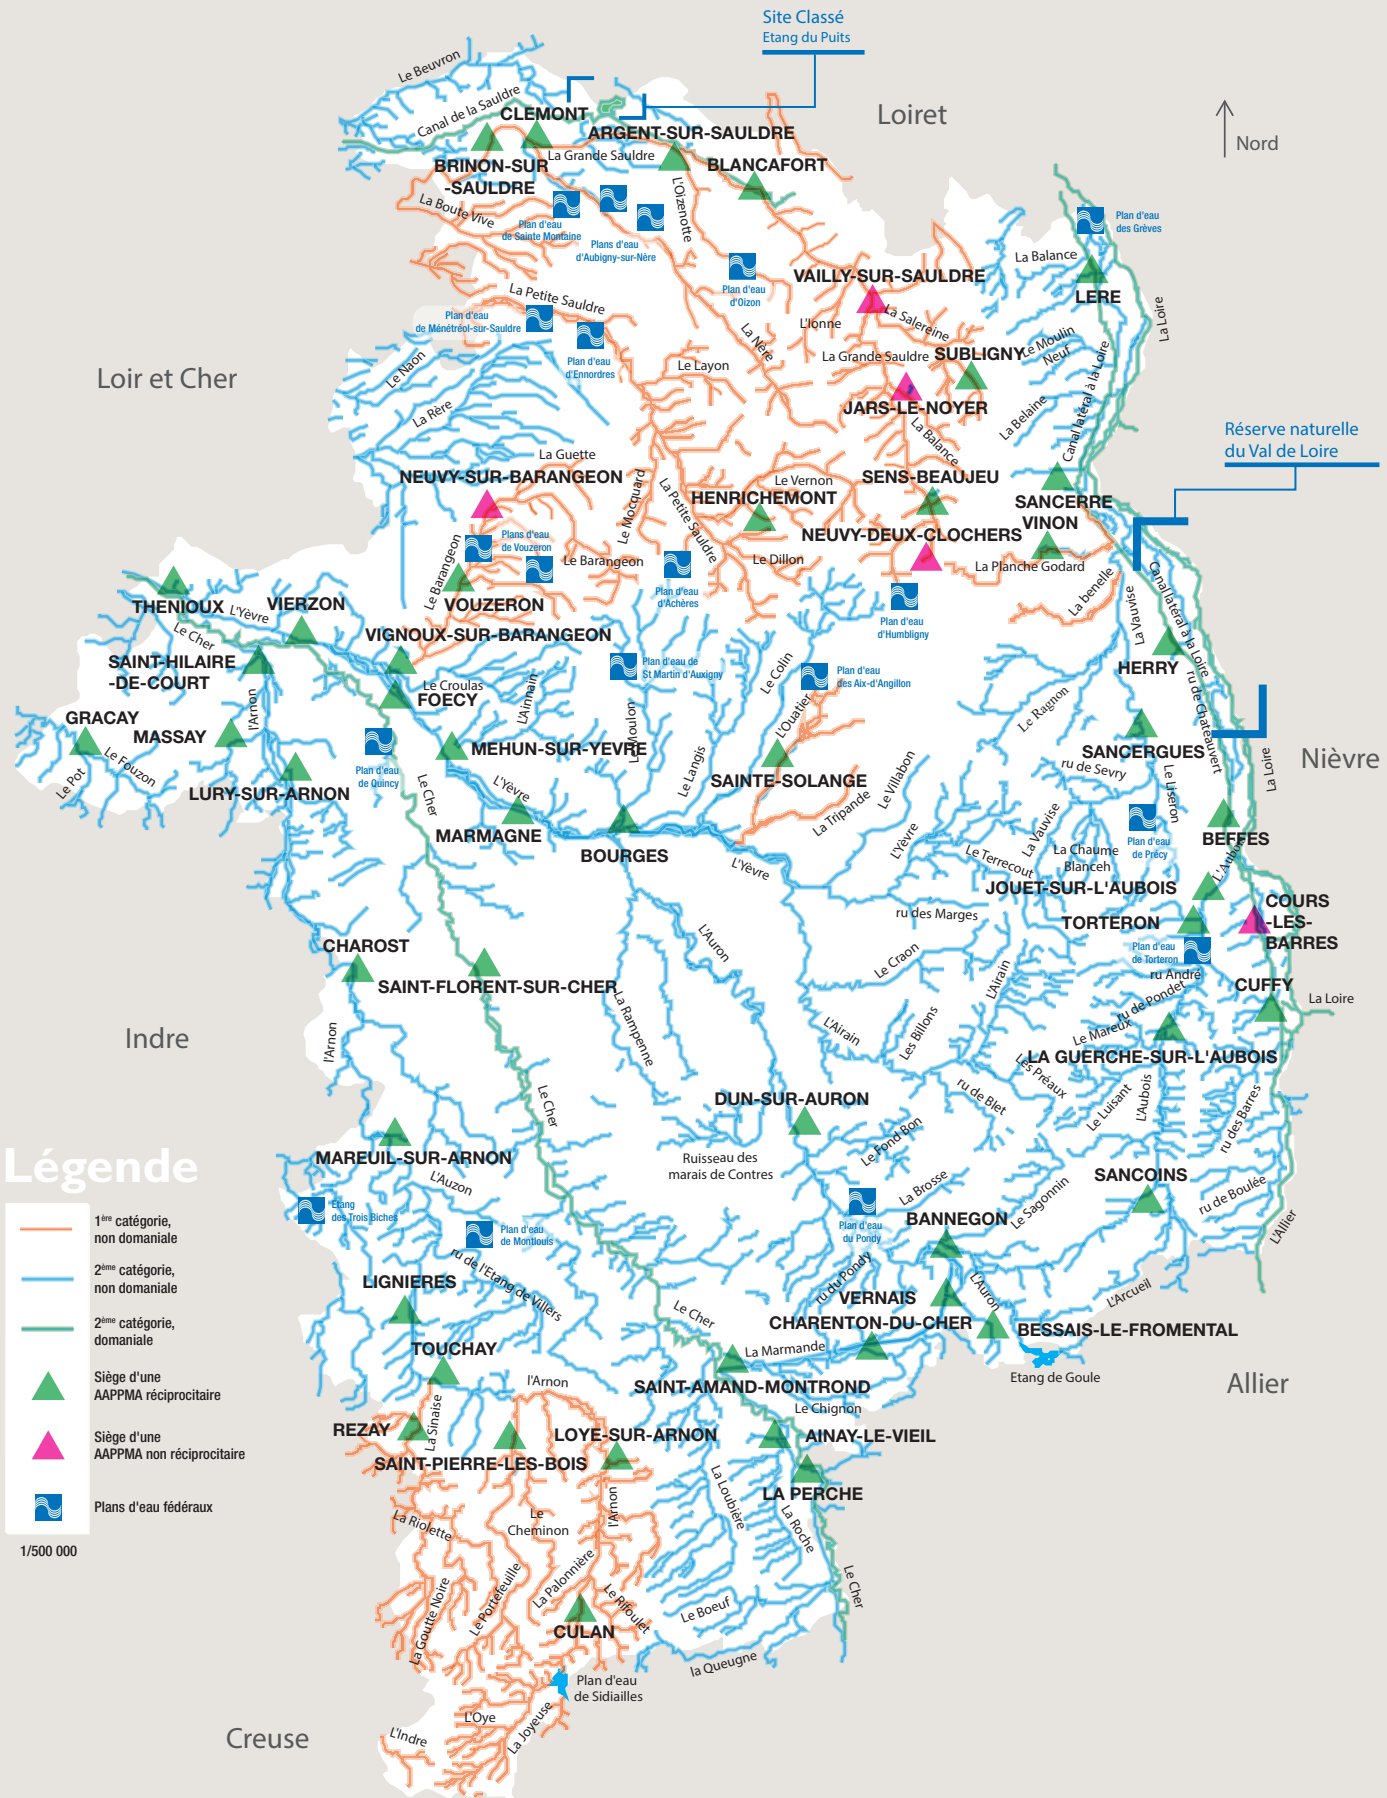 Site Classé
Etang du Puits
Loiret
Nord
Le Beuvron
Canal de la Sauldre
CLEMONT
ARGENT-SUR-SAULDRE
La Grande Sauldre
BLANCAFORT
BRINON-SUR
-SAULDRE
L'Oizenotte
La Boute Vive
Plan d'eau
de Sainte Montaine
Plans d'eau
d'Aubigny-sur-Nère
Plan d'eau
des Grèves
La Balance
LERE
VAILLY-SUR-SAULDRE
Plan d'eau
d'Oizon
La Petite Sauldre
Plan d'eau
de Ménétréol-sur-Sauldre
L'Ionne
La Salereine
La Loire
La Nère
Le Moulin
Neuf
La Grande Sauldre
SUBLIGNY
Plan d'eau
d'Ennordres
Le Naon
Le Layon
Loir et Cher
JARS-LE-NOYER
La Rère
La Belaine
Canal latéral à la Loire
La Balance
Réserve naturelle
du Val de Loire
La Guette
NEUVY-SUR-BARANGEON
Le Mocquard
La Petite Sauldre
Le Vernon
SENS-BEAUJEU
HENRICHEMONT
SANCERRE
VINON
NEUVY-DEUX-CLOCHERS
Plans d'eau
de Vouzeron
Le Barangeon
Le Barangeon
Le Dillon
La Planche Godard
La benelle
Canal latéral à la Loire
Plan d'eau
d'Achères
VOUZERON
THENIOUX
L'Yèvre
VIERZON
Le Cher
VIGNOUX-SUR-BARANGEON
Plan d'eau
d'Humbligny
La Vauvise
HERRY
SAINT-HILAIRE
-DE-COURT
Plan d'eau de
St Martin d'Auxigny
Le Colin
Plan d'eau
des Aix-d'Angillon
Le Croulas
FOECY
L'Ainnain
l'Arnon
L'Ouatier
Le Ragnon
ru de Chateauvert
GRACAY
MASSAY
Le Moulon
MEHUN-SUR-YEVRE
SANCERGUES
Nièvre
Le Fouzon
Le Pot
Plan d'eau
de Quincy
Le Langis
SAINTE-SOLANGE
Le Villabon
ru de Sevry
La Loire
LURY-SUR-ARNON
Le Cher
L'Yèvre
Le Liseron
La Tripande
MARMAGNE
BOURGES
L'Yèvre
L'Yèvre
La Vauvise
Plan d'eau
de Précy
BEFFES
Le Terrecout
La Chaume
Blanceh
L'Aubois
JOUET-SUR-L'AUBOIS
ru des Marges
TORTERON
COURS
-LES-
BARRES
CHAROST
L'Auron
Plan d'eau
de Torteron
Le Craon
L'Airain
ru André
SAINT-FLORENT-SUR-CHER
CUFFY
ru de Pondet
La Loire
La Rampenne
Indre
l'Arnon
L'Airain
Les Billons
Le Mareux
LA GUERCHE-SUR-L'AUBOIS
Les Préaux
ru de Blet
Le Luisant
L'Aubois
Le Cher
DUN-SUR-AURON
ru des Barres
Le Fond Bon
MAREUIL-SUR-ARNON
Ruisseau des
marais de Contres
L'Auzon
SANCOINS
La Brosse
Le Sagonnin
ru de Boulée
Etang
des Trois Biches
Plan d'eau
de Montlouis
Plan d'eau
du Pondy
BANNEGON
L'Allier
ru de l'Etang de Villers
ru du Pondy
LIGNIERES
VERNAIS
L'Auron
L'Arcueil
Le Cher
CHARENTON-DU-CHER
BESSAIS-LE-FROMENTAL
La Marmande
TOUCHAY
Etang de Goule
l'Arnon
SAINT-AMAND-MONTROND
Allier
Le Chignon
La Sinaise
REZAY
LOYE-SUR-ARNON
AINAY-LE-VIEIL
SAINT-PIERRE-LES-BOIS
LA PERCHE
La Loubière
La Roche
l'Arnon
La Riolette
Le
Cheminon
La Palonnière
Le Portefeuille
La Goutte Noire
Le Rifoulet
Le Cher
Le Boeuf
CULAN
la Queugne
Plan d'eau
de Sidiailles
L'Oye
La Joyeuse
L'Indre
Creuse
Légende
1ère catégorie,
non domaniale
2ème catégorie,
non domaniale
2ème catégorie,
domaniale
Siège d'une
AAPPMA réciprocitaire
Siège d'une
AAPPMA non réciprocitaire
Plans d'eau fédéraux
1/500 000